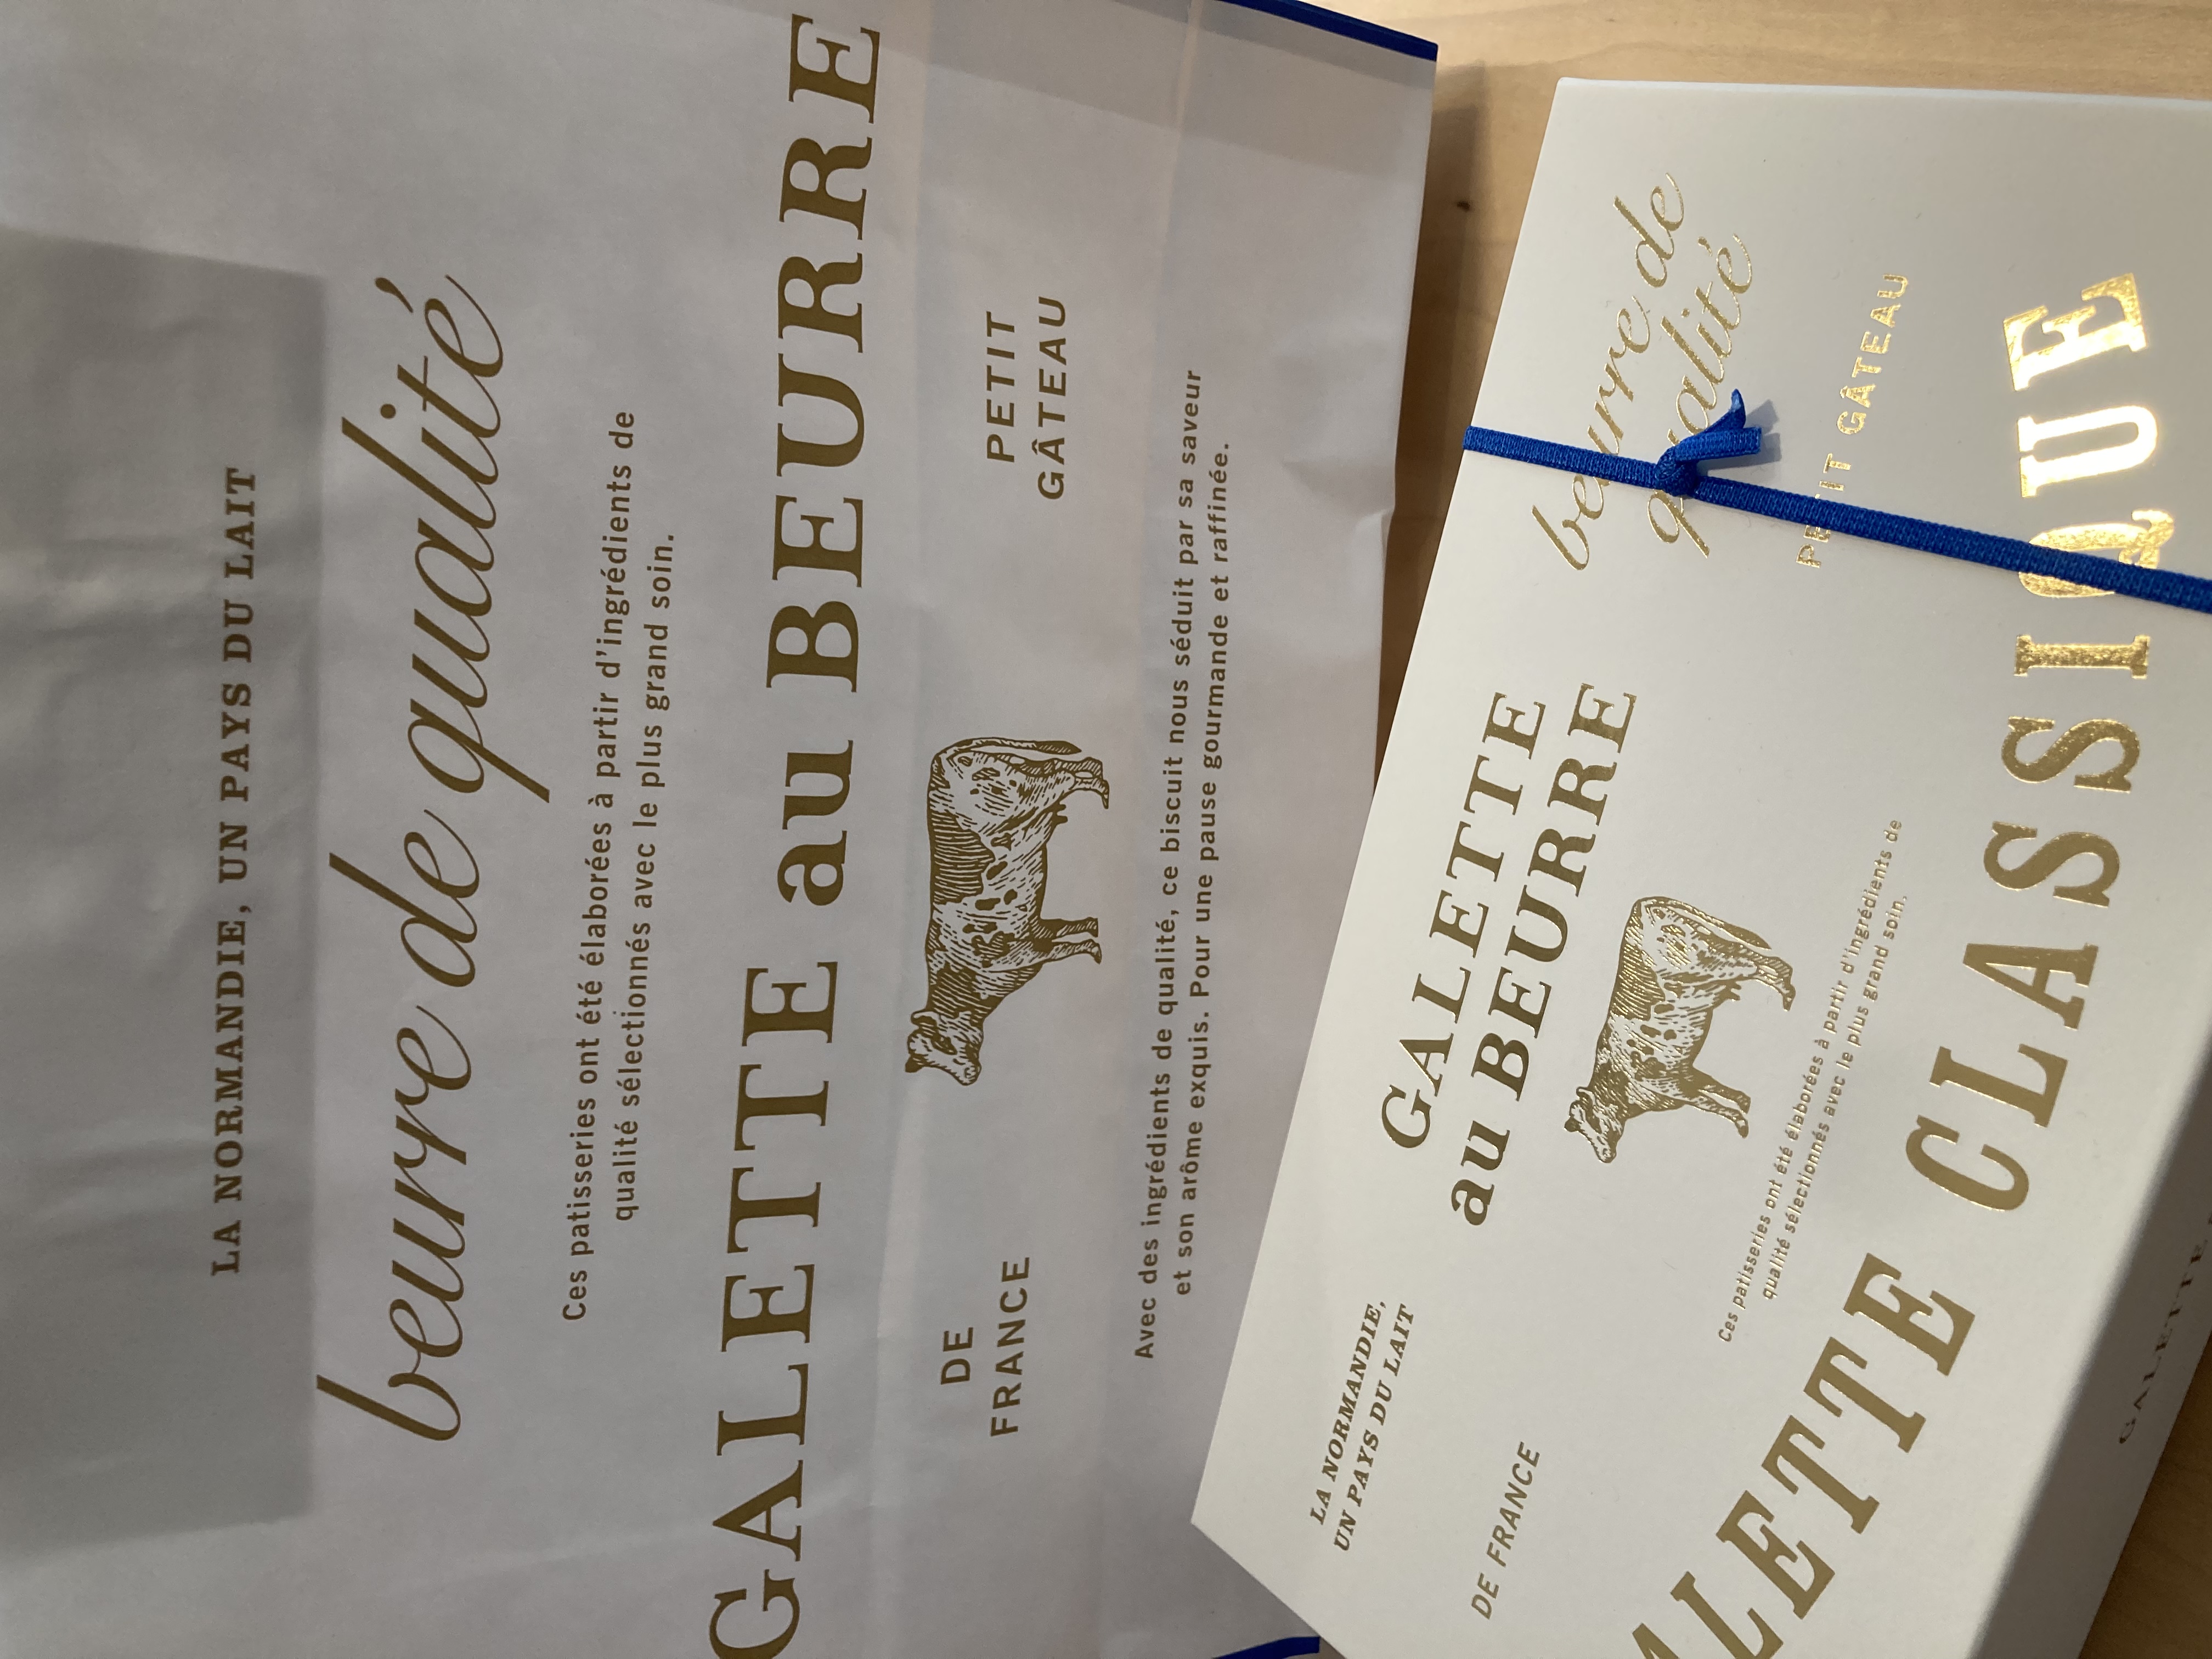 LA NORMANDIE, UN PAYS DU LAIT
beurre de qualité
Ces patisseries ont été élaborées à partir d'ingrédients de
qualité sélectionnés avec le plus grand soin.
GALETTE au BEURRE
DE
FRANCE
PETIT
GÂTEAU
Avec des ingrédients de qualité, ce biscuit nous séduit par sa saveur
et son arôme exquis. Pour une pause gourmande et raffinée.
LA NORMANDIE,
UN PAYS DU LAIT
GALETTE
au BEURRE
beurre de
qualité
DE FRANCE
PETIT GÂTEAU
Ces patisseries ont été élaborées à partir d'ingrédients de
qualité sélectionnés avec le plus grand soin.
ALETTE CLASSIQUE
GALETTE